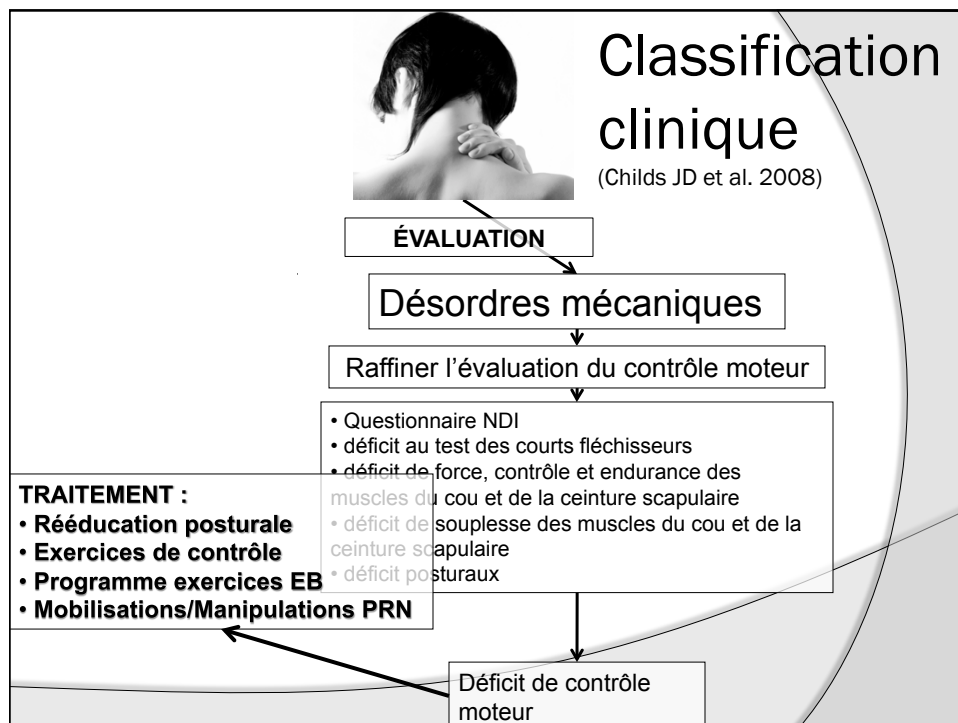 Classification
clinique
(Childs JD et al. 2008)
ÉVALUATION
Désordres mécaniques
Raffiner l’évaluation du contrôle moteur
• Questionnaire NDI
• déficit au test des courts fléchisseurs
• déficit de force, contrôle et endurance des
muscles du cou et de la ceinture scapulaire
• déficit de souplesse des muscles du cou et de la
ceinture scapulaire
• déficit posturaux
TRAITEMENT :
• Rééducation posturale
• Exercices de contrôle
• Programme exercices EB
• Mobilisations/Manipulations PRN
Déficit de contrôle
moteur